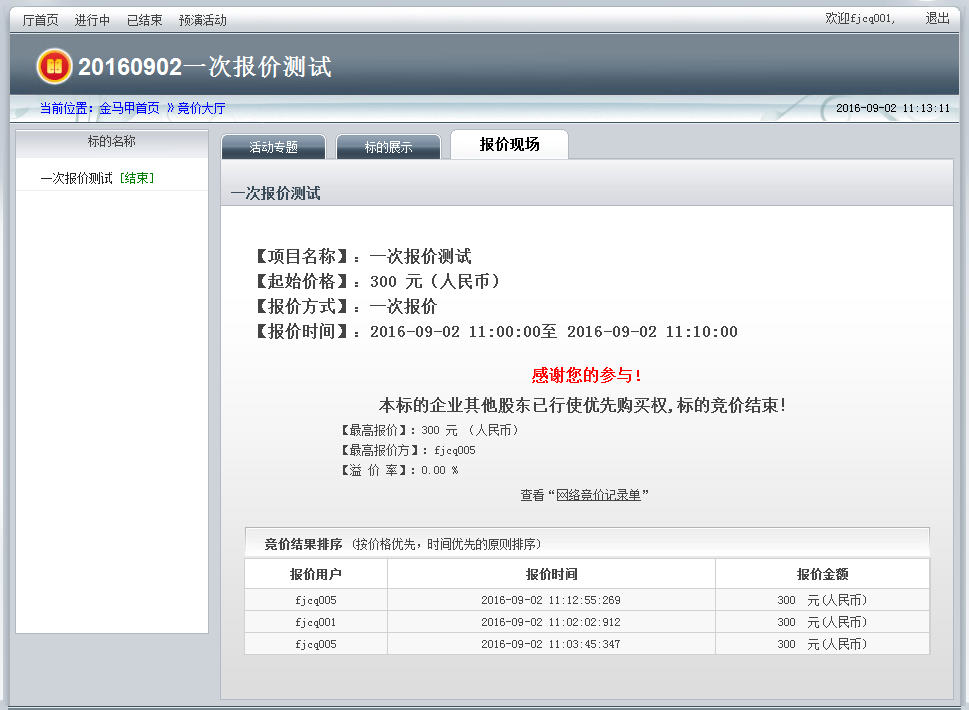 厅首页 进行中 已结束 预演活动 欢迎fjcq001, 退出
20160902一次报价测试
当前位置：金马甲首页 》竞价大厅 2016-09-02 11:13:11
标的名称
一次报价测试 [结束]
活动专题 标的展示 报价现场
一次报价测试
【项目名称】：一次报价测试
【起始价格】：300 元（人民币）
【报价方式】：一次报价
【报价时间】：2016-09-02 11:00:00至 2016-09-02 11:10:00
感谢您的参与！
本标的企业其他股东已行使优先购买权,标的竞价结束!
【最高报价】：300 元 （人民币）
【最高报价方】：fjcq005
【溢 价 率】：0.00 %
查看“网络竞价记录单”
竞价结果排序（按价格优先，时间优先的原则排序）
报价用户 报价时间 报价金额
fjcq005 2016-09-02 11:12:55:269 300 元(人民币)
fjcq001 2016-09-02 11:02:02:912 300 元(人民币)
fjcq005 2016-09-02 11:03:45:347 300 元(人民币)